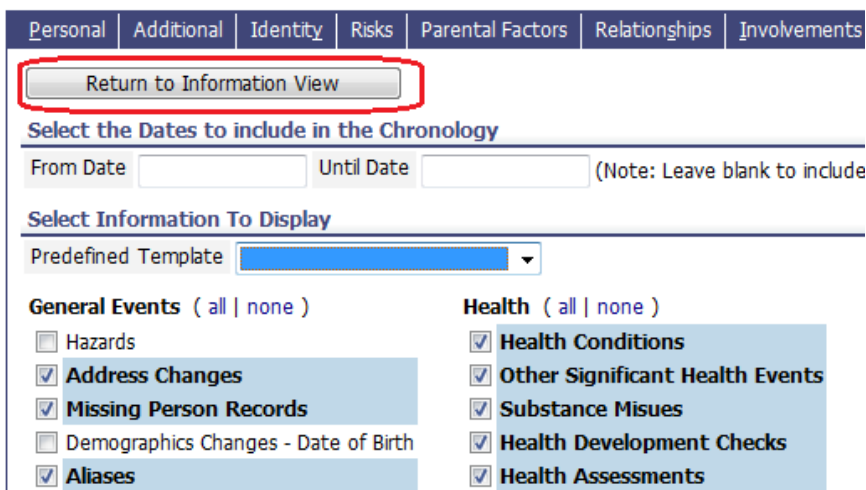 Personal Additional Identity Risks Parental Factors Relationships Involvements
Return to Information View
Select the Dates to include in the Chronology
From Date Until Date (Note: Leave blank to include
Select Information To Display
Predefined Template
General Events ( all | none ) Health ( all | none )
Hazards Health Conditions
Address Changes Other Significant Health Events
Missing Person Records Substance Misues
Demographics Changes - Date of Birth Health Development Checks
Aliases Health Assessments